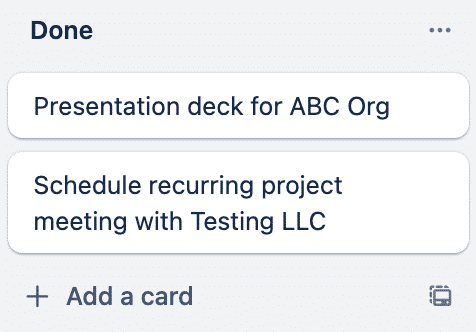 Done
Presentation deck for ABC Org
Schedule recurring project
meeting with Testing LLC
Add a card